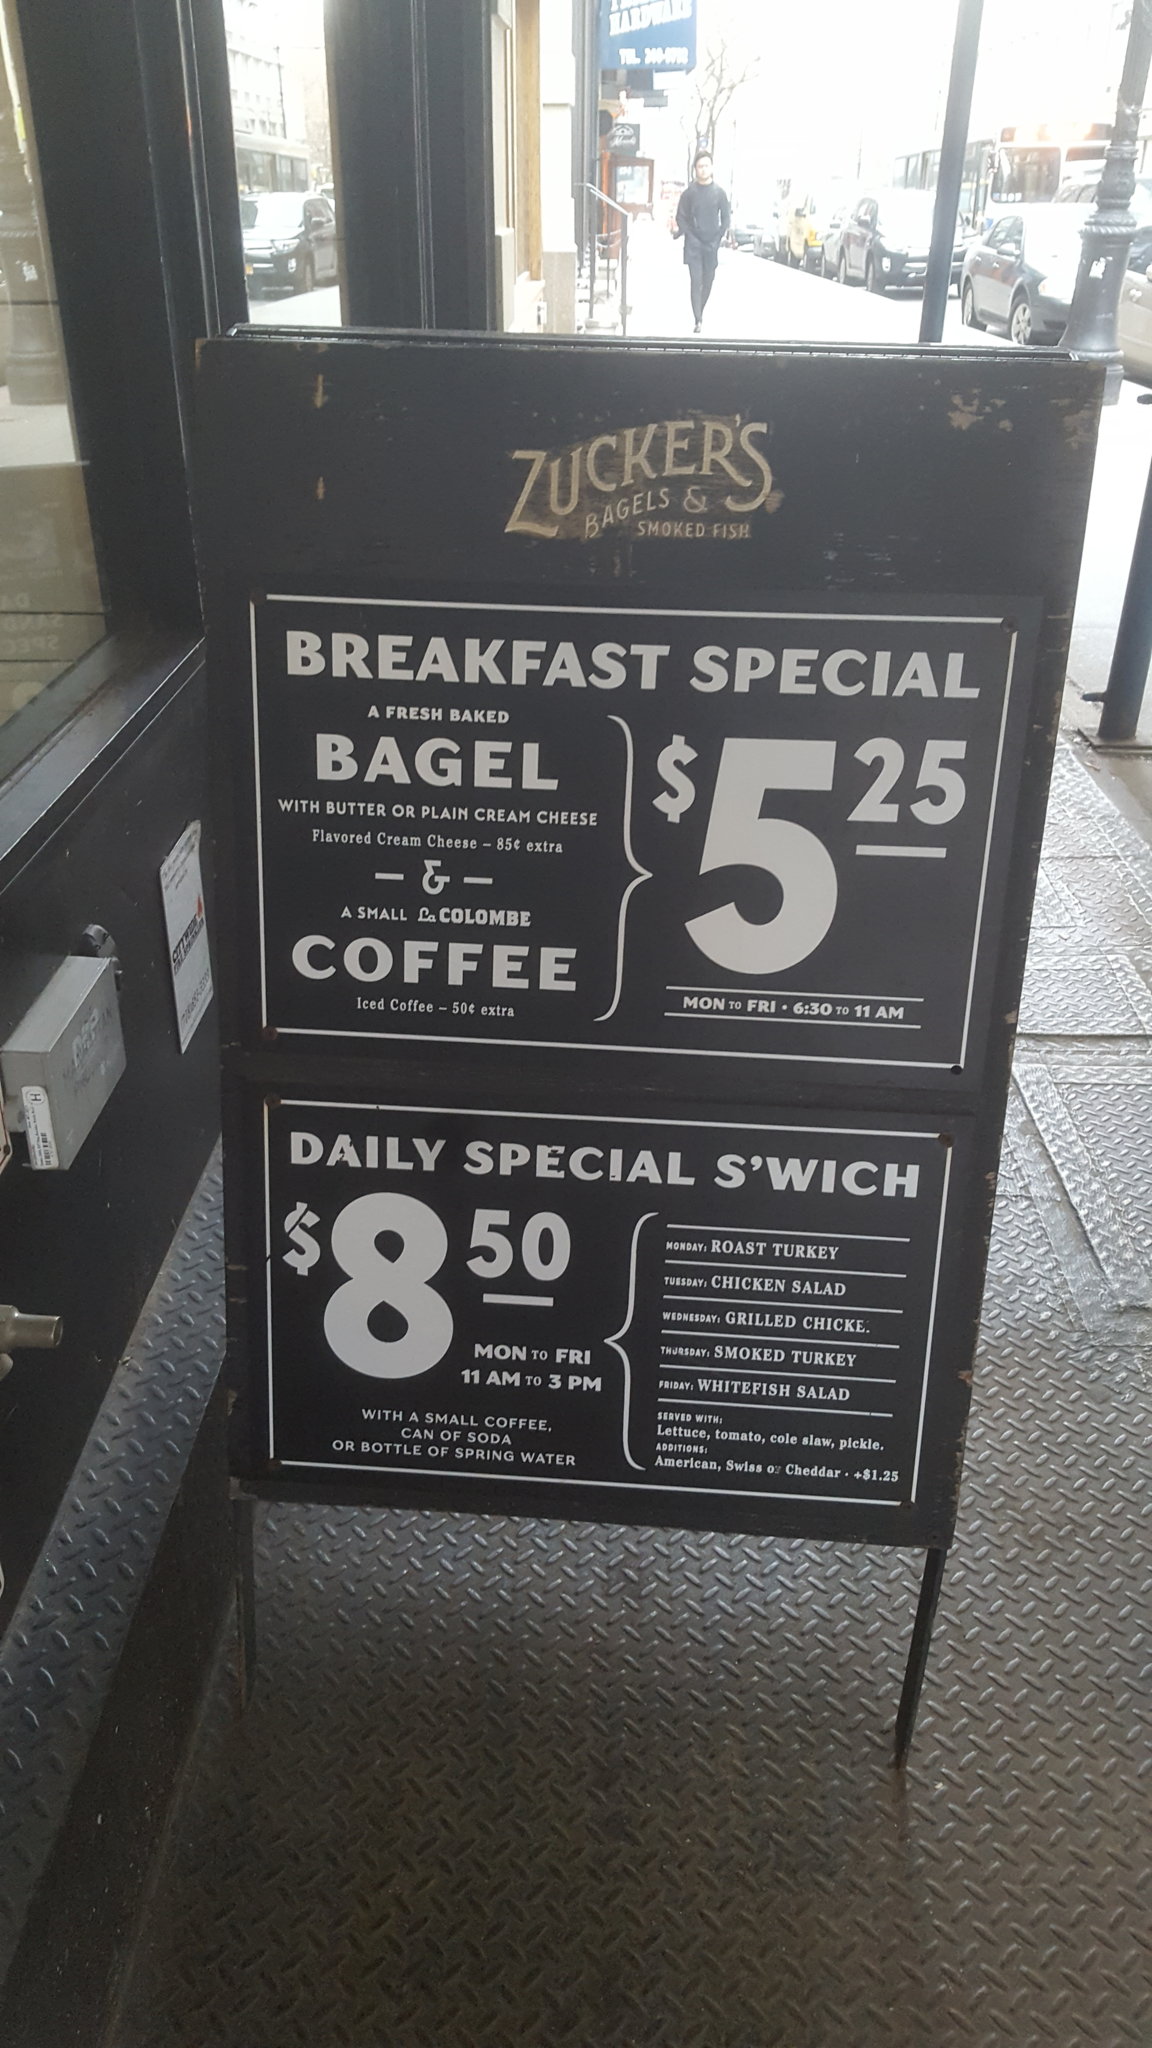 HARDWARE
ZUCKER'S
BAGELS &
SMOKED FISH
BREAKFAST SPECIAL
A FRESH BAKED
BAGEL
WITH BUTTER OR PLAIN CREAM CHEESE
Flavored Cream Cheese – 85¢ extra
– & –
A SMALL La COLOMBE
COFFEE
Iced Coffee – 50¢ extra
$5 25
MON TO FRI • 6:30 TO 11 AM
DAILY SPECIAL S'WICH
$8 50
MON TO FRI
11 AM TO 3 PM
WITH A SMALL COFFEE,
CAN OF SODA
OR BOTTLE OF SPRING WATER
MONDAY: ROAST TURKEY
TUESDAY: CHICKEN SALAD
WEDNESDAY: GRILLED CHICKE.
THURSDAY: SMOKED TURKEY
FRIDAY: WHITEFISH SALAD
SERVED WITH:
Lettuce, tomato, cole slaw, pickle.
ADDITIONS:
American, Swiss or Cheddar · +$1.25